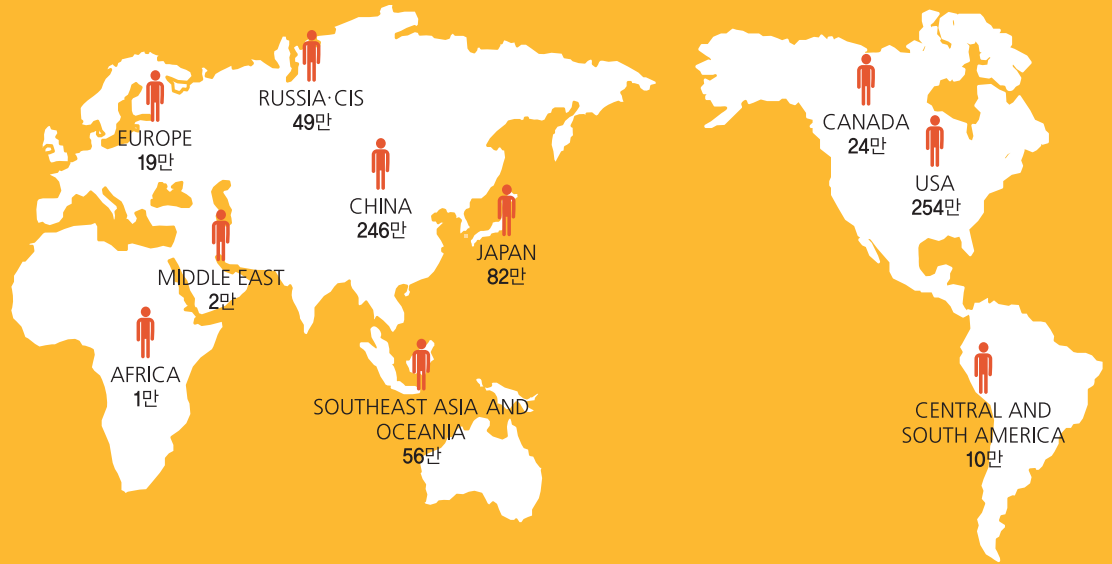 EUROPE
19만
RUSSIA·CIS
49만
CHINA
246만
JAPAN
82만
MIDDLE EAST
2만
AFRICA
1만
SOUTHEAST ASIA AND
OCEANIA
56만
CANADA
24만
USA
254만
CENTRAL AND
SOUTH AMERICA
10만